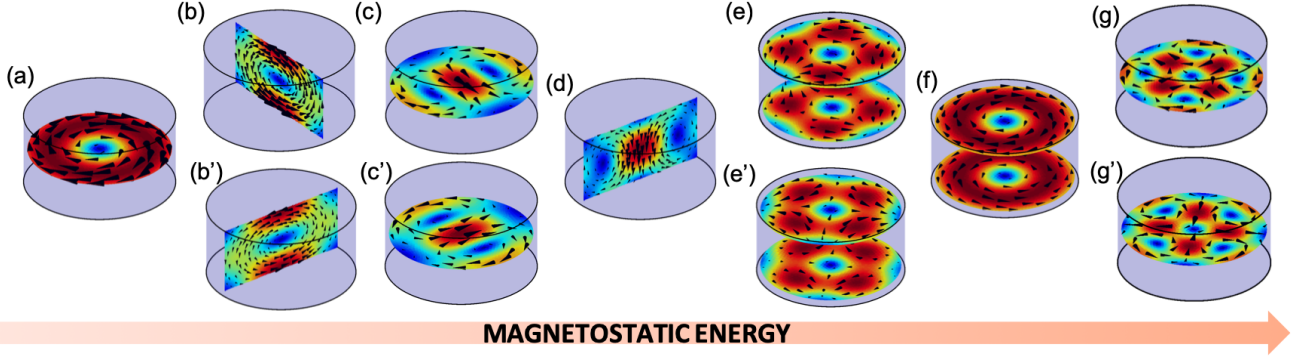 (a)
(b)
(b')
(c)
(c')
(d)
(e)
(e')
(f)
(g)
(g')
MAGNETOSTATIC ENERGY